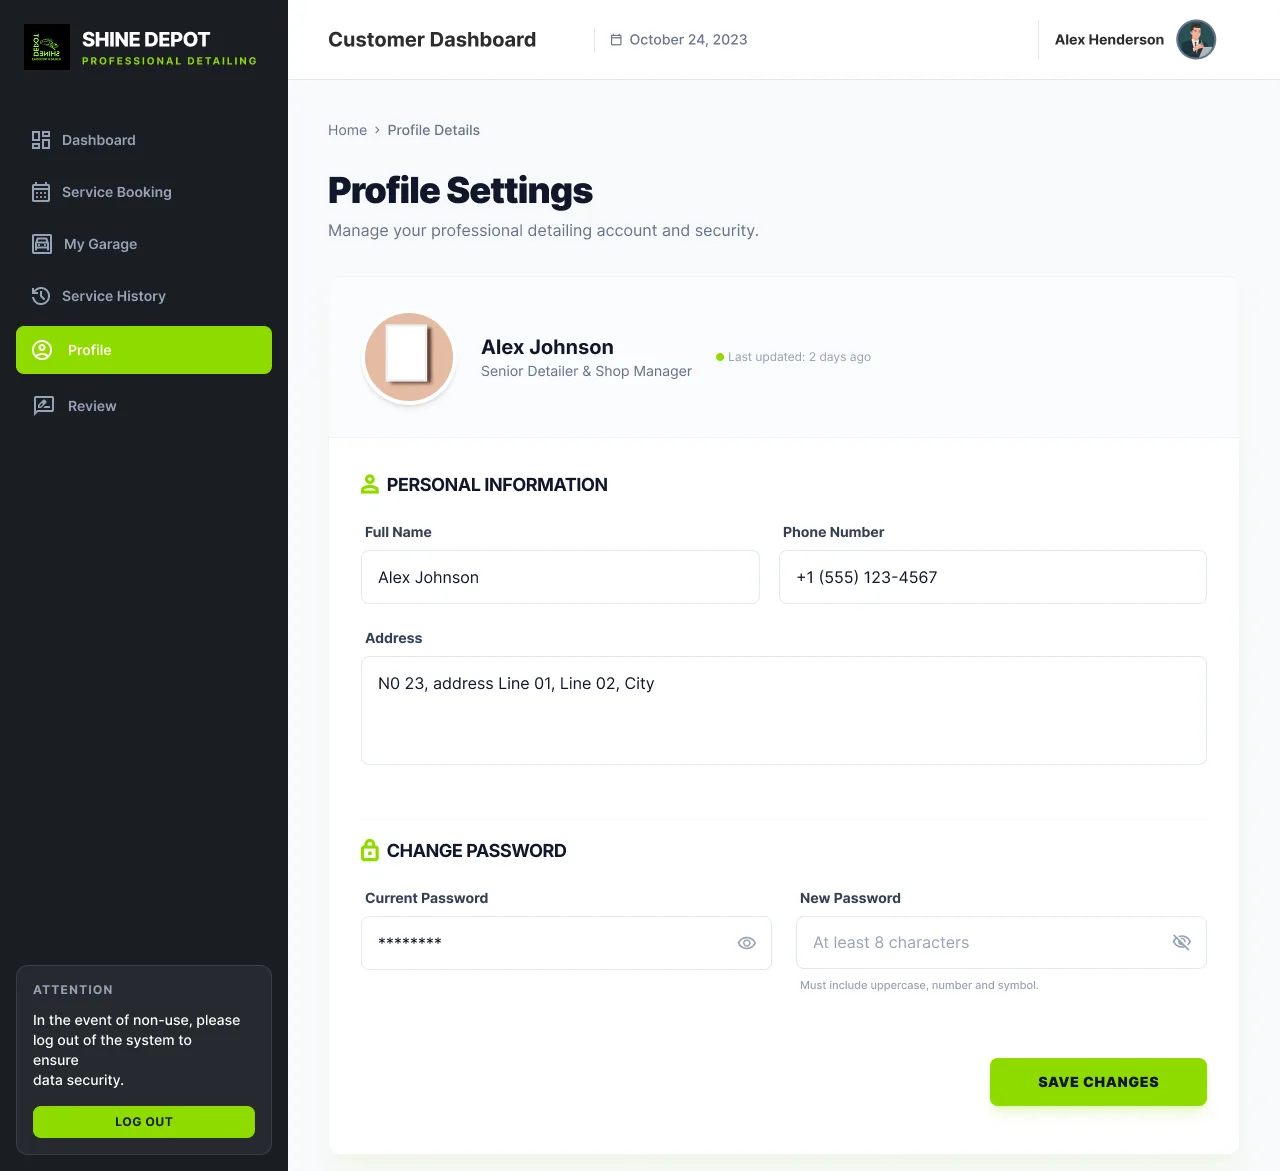 SHINE DEPOT
PROFESSIONAL DETAILING
Dashboard
Service Booking
My Garage
Service History
Profile
Review
ATTENTION
In the event of non-use, please
log out of the system to
ensure
data security.
LOG OUT
Customer Dashboard
October 24, 2023
Alex Henderson
Home › Profile Details
Profile Settings
Manage your professional detailing account and security.
Alex Johnson
Senior Detailer & Shop Manager
Last updated: 2 days ago
PERSONAL INFORMATION
Full Name
Phone Number
Alex Johnson
+1 (555) 123-4567
Address
N0 23, address Line 01, Line 02, City
CHANGE PASSWORD
Current Password
New Password
********
At least 8 characters
Must include uppercase, number and symbol.
SAVE CHANGES